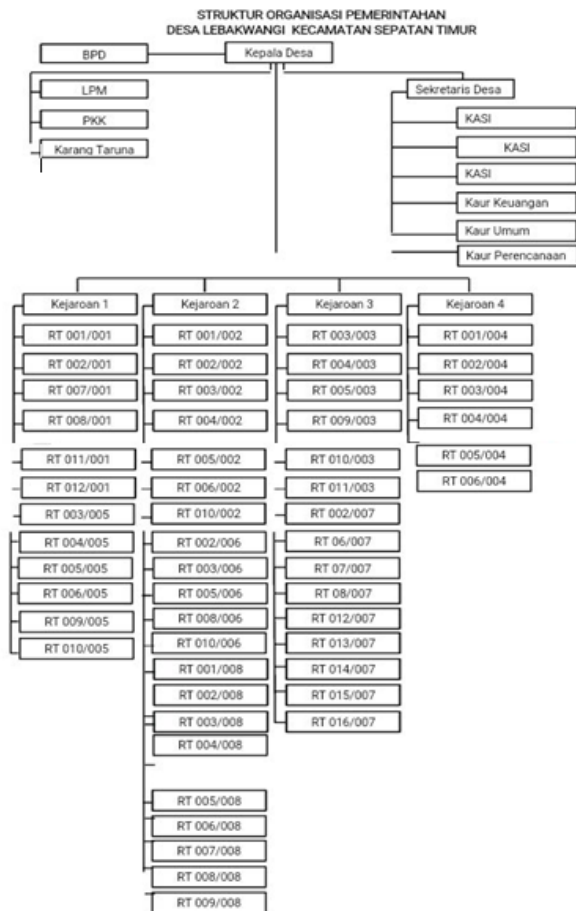 STRUKTUR ORGANISASI PEMERINTAHAN
DESA LEBAKWANGI KECAMATAN SEPATAN TIMUR
BPD
Kepala Desa
LPM
PKK
Karang Taruna
Sekretaris Desa
KASI
KASI
KASI
Kaur Keuangan
Kaur Umum
Kaur Perencanaan
Kejaroan 1
RT 001/001
RT 002/001
RT 007/001
RT 008/001
RT 011/001
RT 012/001
RT 003/005
RT 004/005
RT 005/005
RT 006/005
RT 009/005
RT 010/005
Kejaroan 2
RT 001/002
RT 002/002
RT 003/002
RT 004/002
RT 005/002
RT 006/002
RT 010/002
RT 002/006
RT 003/006
RT 005/006
RT 008/006
RT 010/006
RT 001/008
RT 002/008
RT 003/008
RT 004/008
RT 005/008
RT 006/008
RT 007/008
RT 008/008
RT 009/008
Kejaroan 3
RT 003/003
RT 004/003
RT 005/003
RT 009/003
RT 010/003
RT 011/003
RT 002/007
RT 06/007
RT 07/007
RT 08/007
RT 012/007
RT 013/007
RT 014/007
RT 015/007
RT 016/007
Kejaroan 4
RT 001/004
RT 002/004
RT 003/004
RT 004/004
RT 005/004
RT 006/004